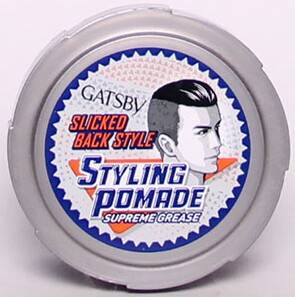 GATSBY
SLICKED
BACK STYLE
STYLING
POMADE
SUPREME GREASE